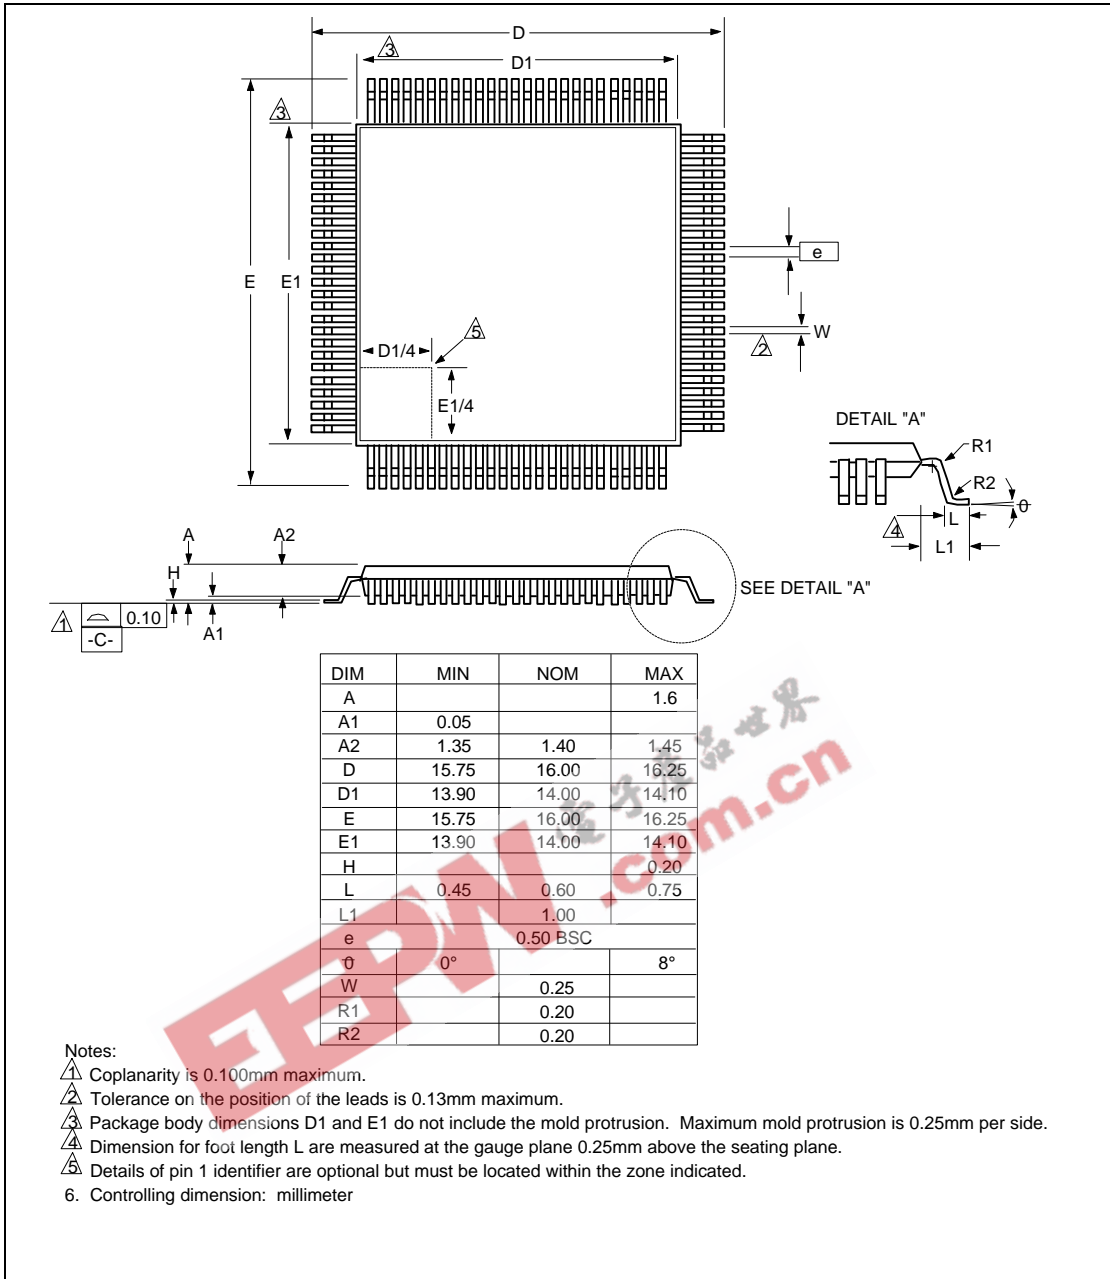 D
3
D1
3
E
E1
e
W
2
D1/4
5
E1/4
DETAIL "A"
R1
R2
θ
L
4
L1
A
A2
H
SEE DETAIL "A"
1
0.10
-C-
A1
DIM MIN NOM MAX
A 1.6
A1 0.05
A2 1.35 1.40 1.45
D 15.75 16.00 16.25
D1 13.90 14.00 14.10
E 15.75 16.00 16.25
E1 13.90 14.00 14.10
H 0.20
L 0.45 0.60 0.75
L1 1.00
e 0.50 BSC
θ 0° 8°
W 0.25
R1 0.20
R2 0.20
電子產品世界
EEPW.com.cn
Notes:
1 Coplanarity is 0.100mm maximum.
2 Tolerance on the position of the leads is 0.13mm maximum.
3 Package body dimensions D1 and E1 do not include the mold protrusion. Maximum mold protrusion is 0.25mm per side.
4 Dimension for foot length L are measured at the gauge plane 0.25mm above the seating plane.
5 Details of pin 1 identifier are optional but must be located within the zone indicated.
6. Controlling dimension: millimeter